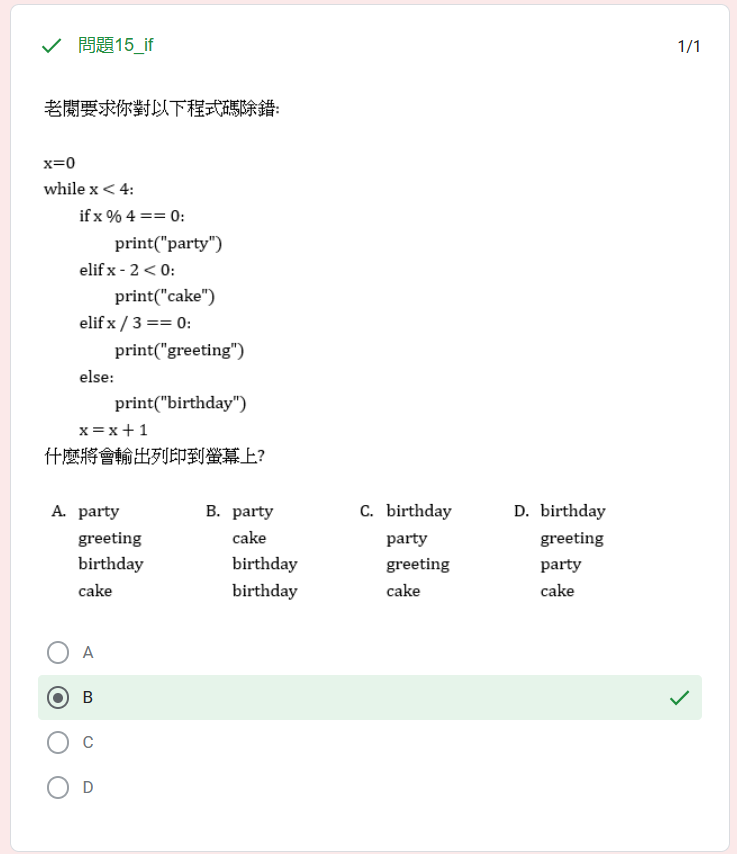 問題15_if
1/1
老闆要求你對以下程式碼除錯:
x=0
while x < 4:
if x % 4 == 0:
print("party")
elif x - 2 < 0:
print("cake")
elif x / 3 == 0:
print("greeting")
else:
print("birthday")
x = x + 1
什麼將會輸出列印到螢幕上?
A. party B. party C. birthday D. birthday
greeting cake party greeting
birthday birthday greeting party
cake birthday cake cake
A
B
C
D